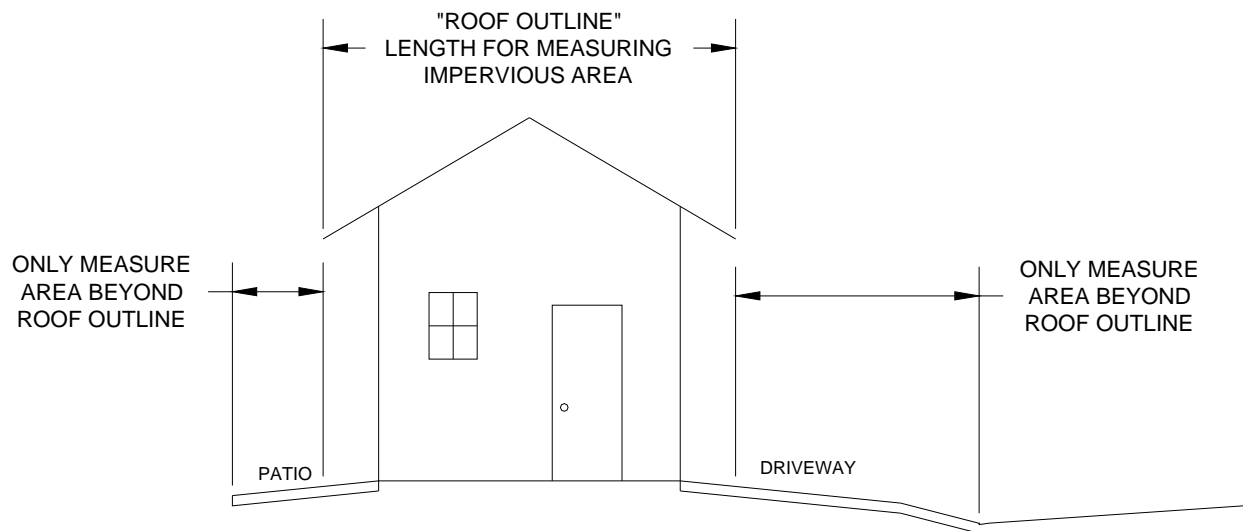 "ROOF OUTLINE"
LENGTH FOR MEASURING
IMPERVIOUS AREA
ONLY MEASURE
AREA BEYOND
ROOF OUTLINE
ONLY MEASURE
AREA BEYOND
ROOF OUTLINE
PATIO
DRIVEWAY